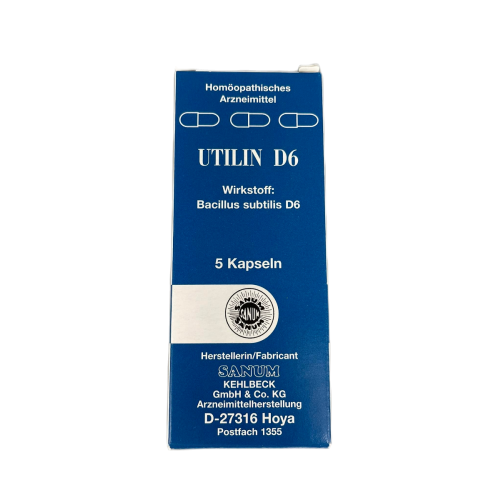 Homöopathisches
Arzneimittel
UTILIN D6
Wirkstoff:
Bacillus subtilis D6
5 Kapseln
SANUM
SANUM
SANUM
Herstellerin/Fabricant
SANUM
KEHLBECK
GmbH & Co. KG
Arzneimittelherstellung
D-27316 Hoya
Postfach 1355